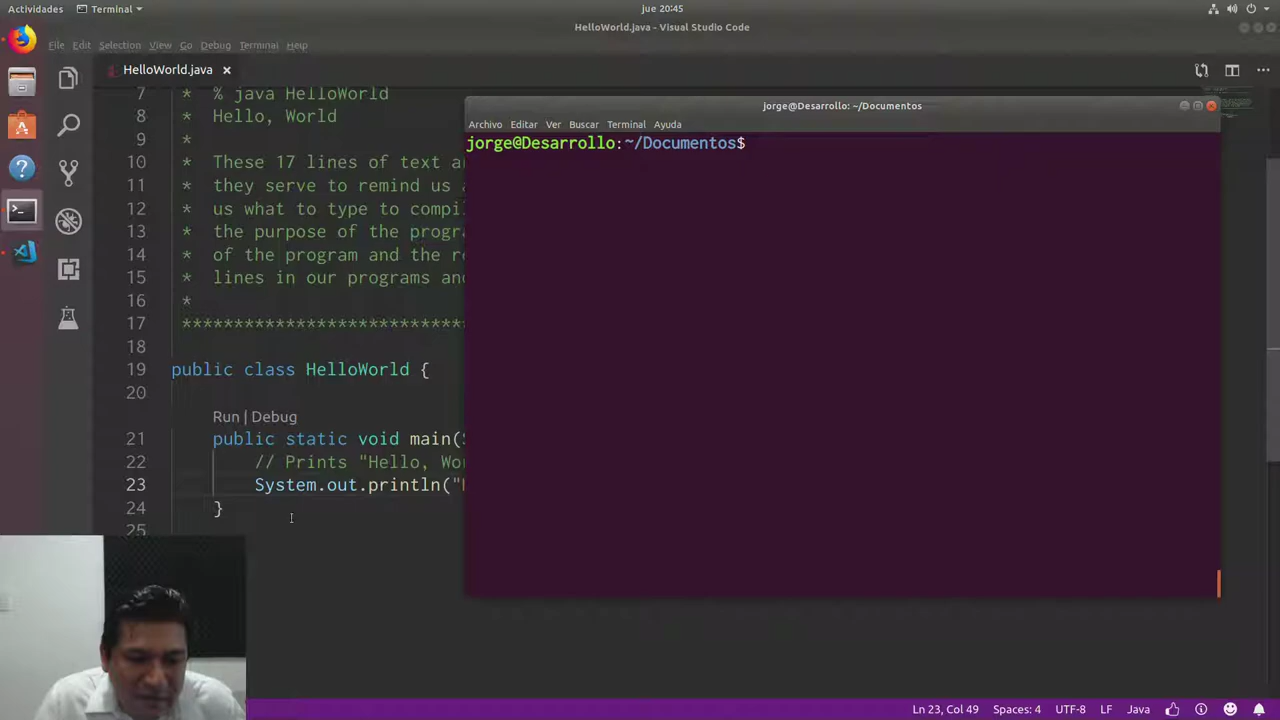 Actividades
Terminal
jue 20:45
HelloWorld.java - Visual Studio Code
File Edit Selection View Go Debug Terminal Help
HelloWorld.java
7 * % java HelloWorld
8 * Hello, World
9 *
10 * These 17 lines of text
11 * they serve to remind us
12 * us what to type to
13 * the purpose of the
14 * of the program and the
15 * lines in our programs
16 *
17 ***************************
18
19 public class HelloWorld {
20
Run | Debug
21 public static void main(
22 // Prints "Hello,
23 System.out.println("
24 }
25
jorge@Desarrollo: ~/Documentos
Archivo Editar Ver Buscar Terminal Ayuda
jorge@Desarrollo:~/Documentos$
Ln 23, Col 49 Spaces: 4 UTF-8 LF Java